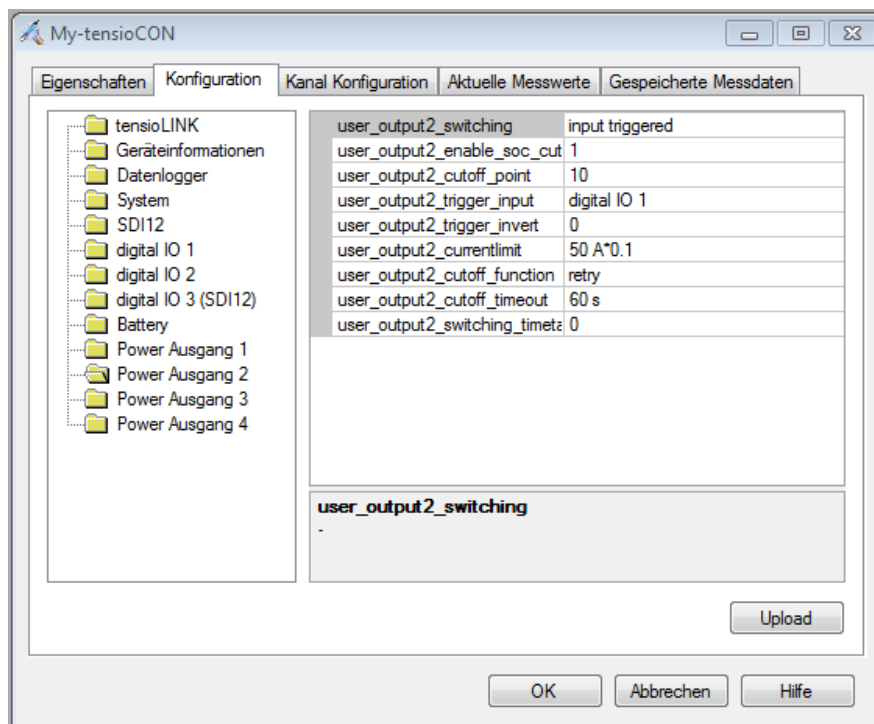 My-tensioCON
Eigenschaften Konfiguration Kanal Konfiguration Aktuelle Messwerte Gespeicherte Messdaten
tensioLINK
Geräteinformationen
Datenlogger
System
SDI12
digital IO 1
digital IO 2
digital IO 3 (SDI12)
Battery
Power Ausgang 1
Power Ausgang 2
Power Ausgang 3
Power Ausgang 4
user_output2_switching input triggered
user_output2_enable_soc_cut 1
user_output2_cutoff_point 10
user_output2_trigger_input digital IO 1
user_output2_trigger_invert 0
user_output2_currentlimit 50 A*0.1
user_output2_cutoff_function retry
user_output2_cutoff_timeout 60 s
user_output2_switching_timeta 0
user_output2_switching
-
Upload
OK Abbrechen Hilfe